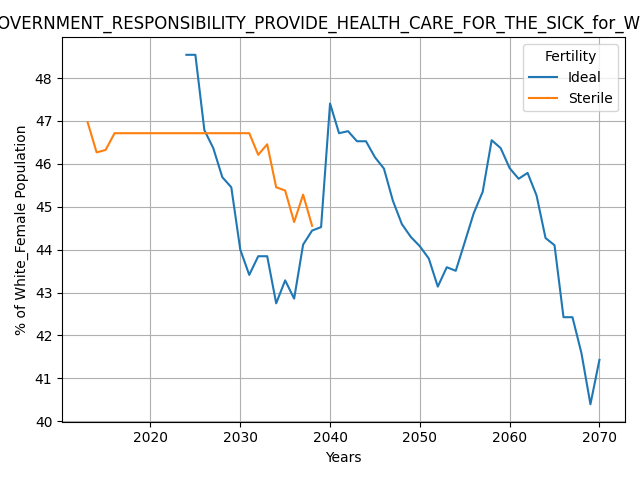 OVERNMENT_RESPONSIBILITY_PROVIDE_HEALTH_CARE_FOR_THE_SICK_for_W
Fertility
Ideal
Sterile
48
47
46
45
44
43
42
41
40
% of White_Female Population
2020 2030 2040 2050 2060 2070
Years